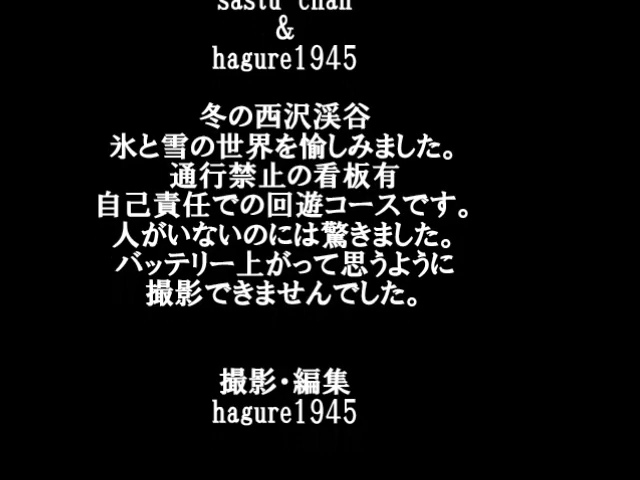 sastu chan
&
hagure1945
冬の西沢渓谷
氷と雪の世界を愉しみました。
通行禁止の看板有
自己責任での回遊コースです。
人がいないのには驚きました。
バッテリー上がって思うように
撮影できませんでした。
撮影・編集
hagure1945